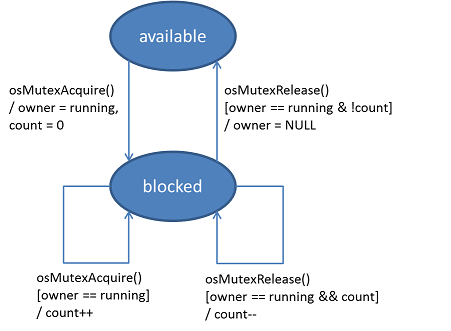 available
osMutexAcquire()
/ owner = running,
count = 0
osMutexRelease()
[owner == running & !count]
/ owner = NULL
blocked
osMutexAcquire()
[owner == running]
/ count++
osMutexRelease()
[owner == running && count]
/ count--